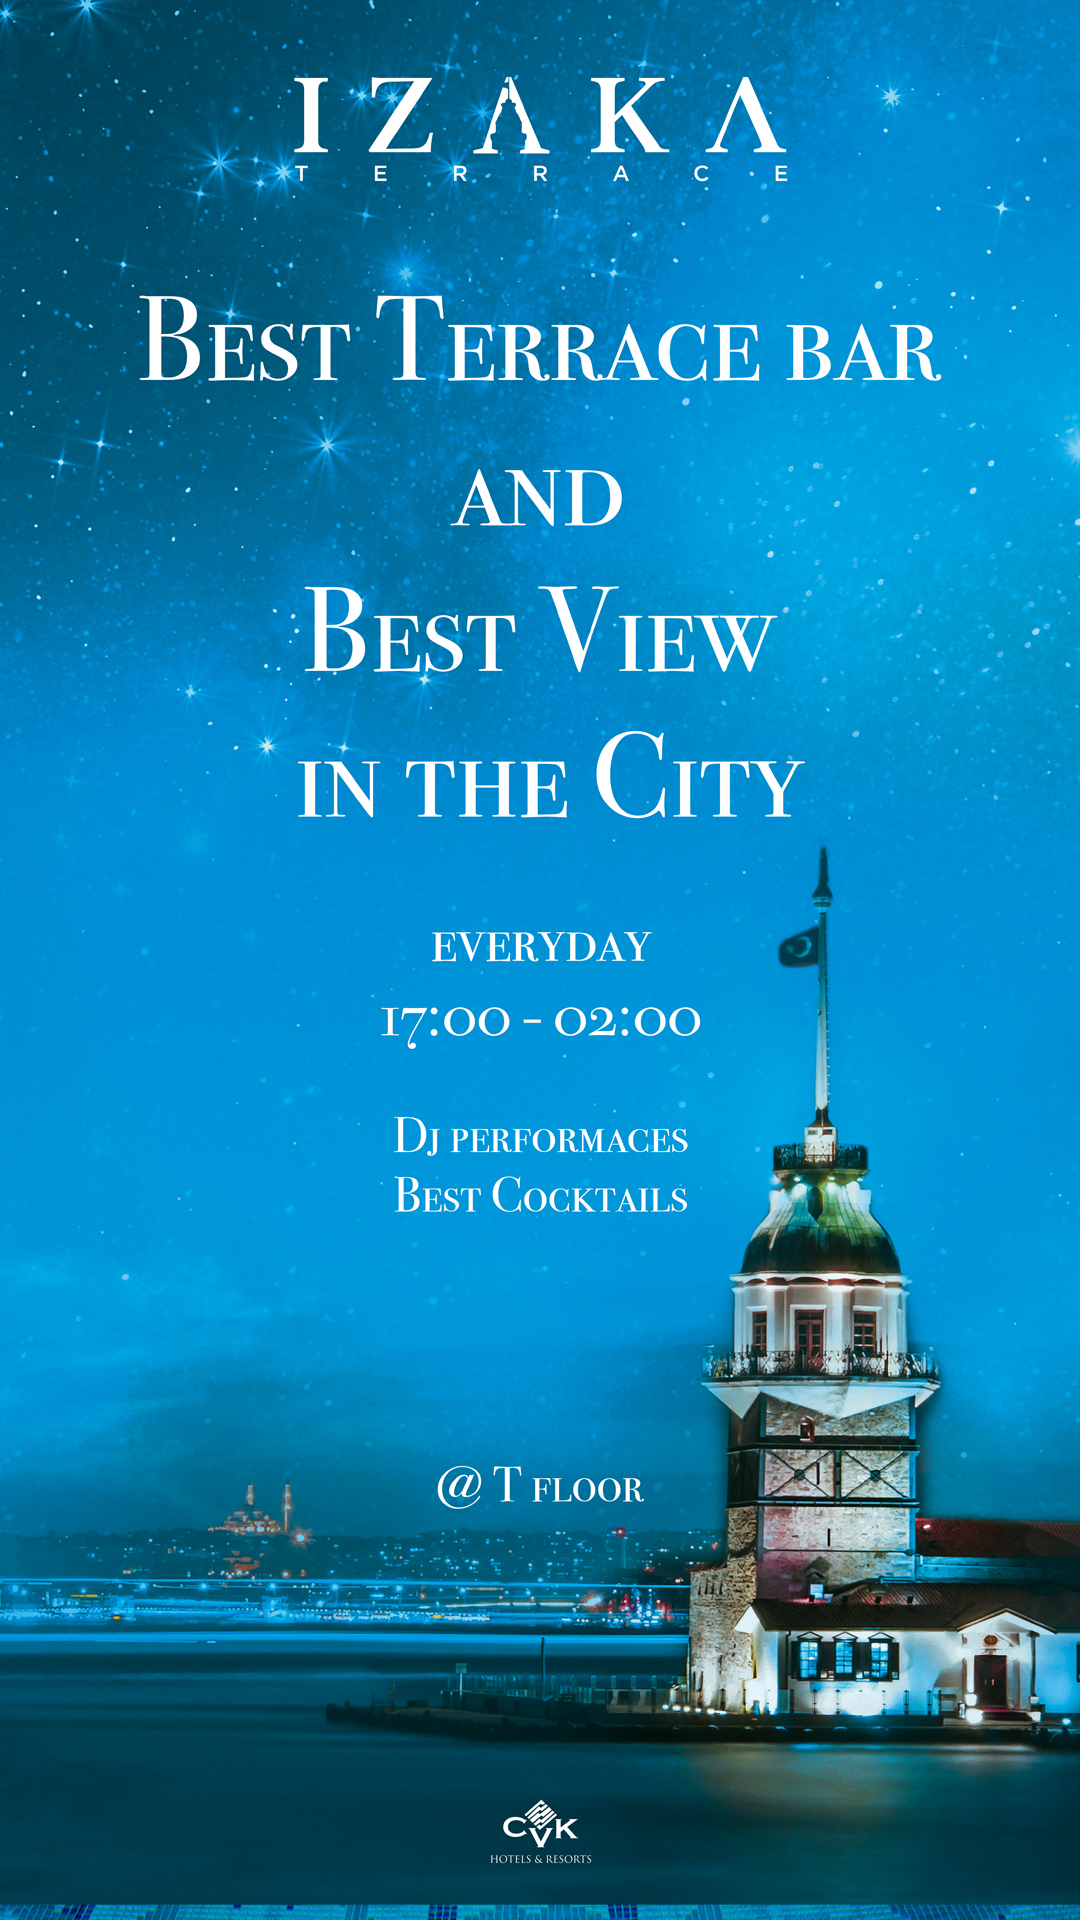 IZAKA
TERRACE
Best Terrace bar
and
Best View
in the City
everyday
17:00 - 02:00
Dj performaces
Best Cocktails
@ T floor
CVK
HOTELS & RESORTS